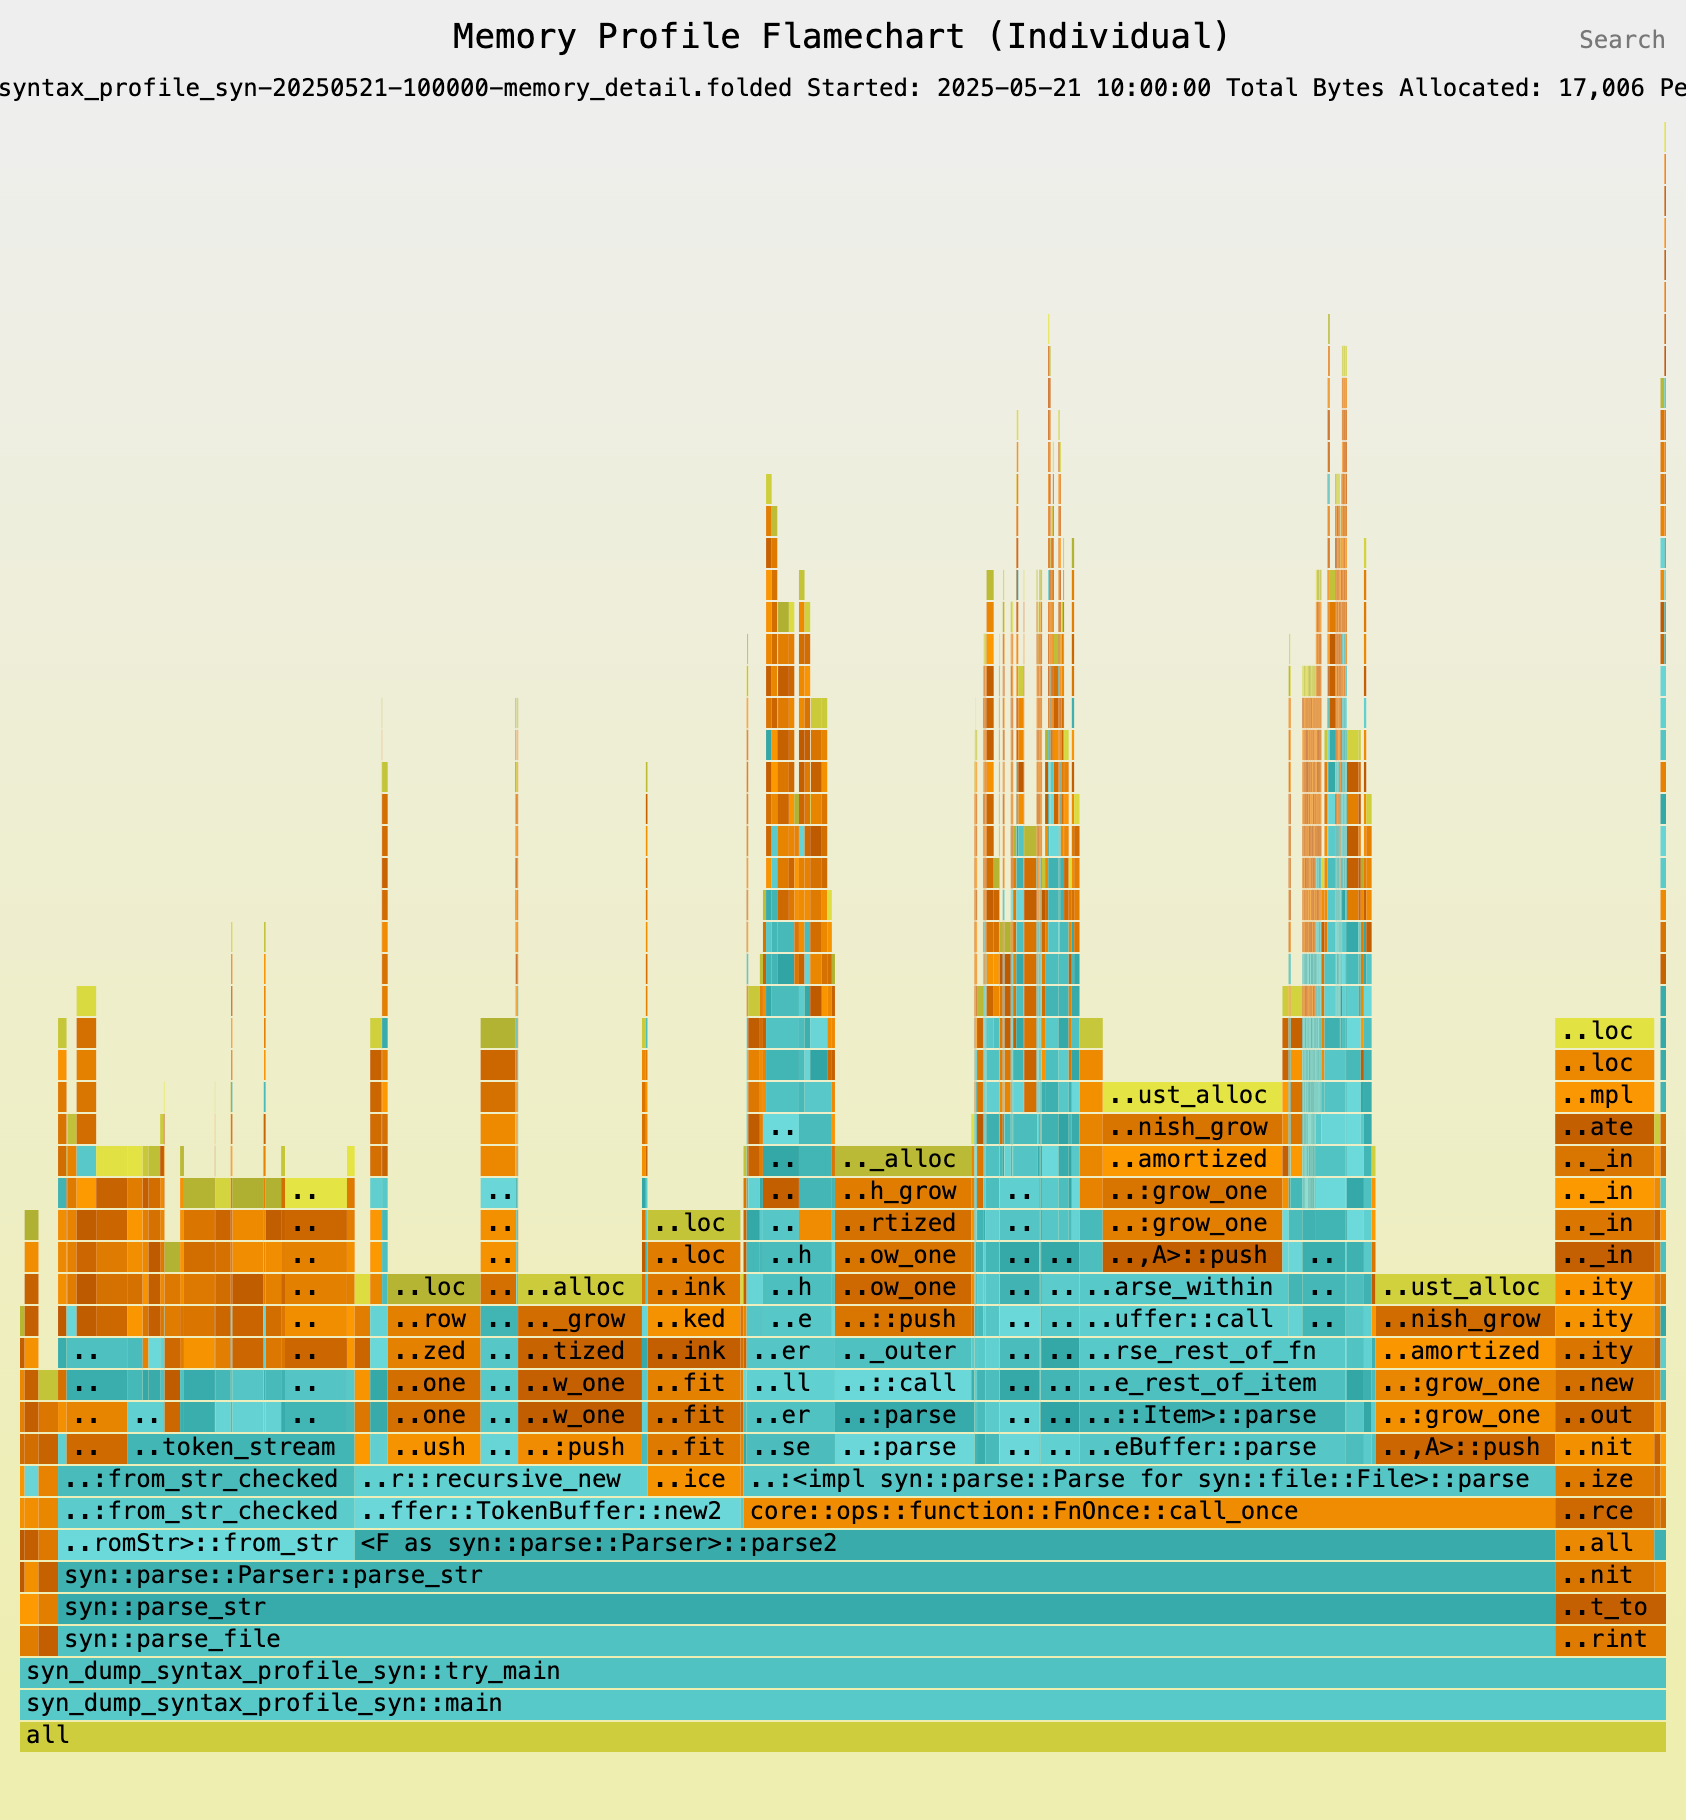 Memory Profile Flamechart (Individual)
Search
syntax_profile_syn-20250521-100000-memory_detail.folded Started: 2025-05-21 10:00:00 Total Bytes Allocated: 17,006 Pe
..loc
..loc
..ust_alloc ..mpl
.. ..nish_grow ..ate
.. .._alloc ..amortized .._in
.. .. .. ..h_grow .. ..:grow_one .._in
.. .. ..loc .. ..rtized .. ..:grow_one .._in
.. .. ..loc ..h ..ow_one .. .. ..,A>::push .. .._in
.. ..loc .. ..alloc ..ink ..h ..ow_one .. .. ..arse_within .. ..ust_alloc ..ity
.. ..row .. .._grow ..ked ..e ..::push .. .. ..uffer::call .. ..nish_grow ..ity
.. .. ..zed .. ..tized ..ink ..er .._outer .. .. ..rse_rest_of_fn ..amortized ..ity
.. .. ..one .. ..w_one ..fit ..ll ..::call .. .. ..e_rest_of_item ..:grow_one ..new
.. .. .. ..one .. ..w_one ..fit ..er ..:parse .. .. ..::Item>::parse ..:grow_one ..out
.. ..token_stream ..ush .. ..:push ..fit ..se ..:parse .. .. ..eBuffer::parse ..,A>::push ..nit
..:from_str_checked ..r::recursive_new ..ice ..:<impl syn::parse::Parse for syn::file::File>::parse ..ize
..:from_str_checked ..ffer::TokenBuffer::new2 core::ops::function::FnOnce::call_once ..rce
..romStr>::from_str <F as syn::parse::Parser>::parse2 ..all
syn::parse::Parser::parse_str ..nit
syn::parse_str ..t_to
syn::parse_file ..rint
syn_dump_syntax_profile_syn::try_main
syn_dump_syntax_profile_syn::main
all